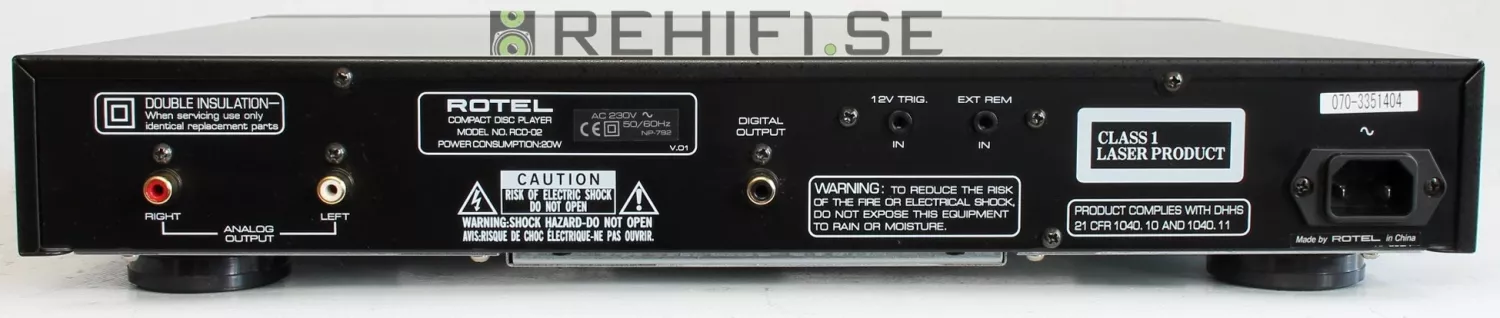 REHIFI.SE
DOUBLE INSULATION—
When servicing use only
identical replacement parts
RIGHT
LEFT
ANALOG
OUTPUT
ROTEL
COMPACT DISC PLAYER
MODEL NO. RCD-02
POWER CONSUMPTION:20W
AC 230V ~
CE 50/60Hz
NP-792
V.01
CAUTION
RISK OF ELECTRIC SHOCK
DO NOT OPEN
WARNING:SHOCK HAZARD-DO NOT OPEN
AVIS:RISQUE DE CHOC ÉLECTRIQUE-NE PAS OUVRIR.
DIGITAL
OUTPUT
12V TRIG.
IN
EXT REM
IN
WARNING: TO REDUCE THE RISK
OF THE FIRE OR ELECTRICAL SHOCK,
DO NOT EXPOSE THIS EQUIPMENT
TO RAIN OR MOISTURE.
CLASS 1
LASER PRODUCT
PRODUCT COMPLIES WITH DHHS
21 CFR 1040. 10 AND 1040. 11
070-3351404
~
Made by ROTEL in China